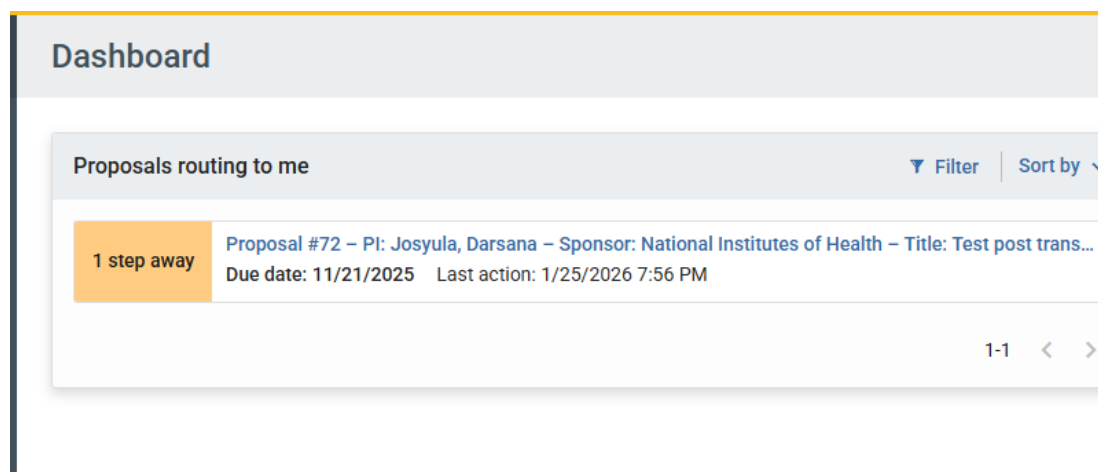 Dashboard
Proposals routing to me
Filter
Sort by
1 step away
Proposal #72 – PI: Josyula, Darsana – Sponsor: National Institutes of Health – Title: Test post trans...
Due date: 11/21/2025 Last action: 1/25/2026 7:56 PM
1-1